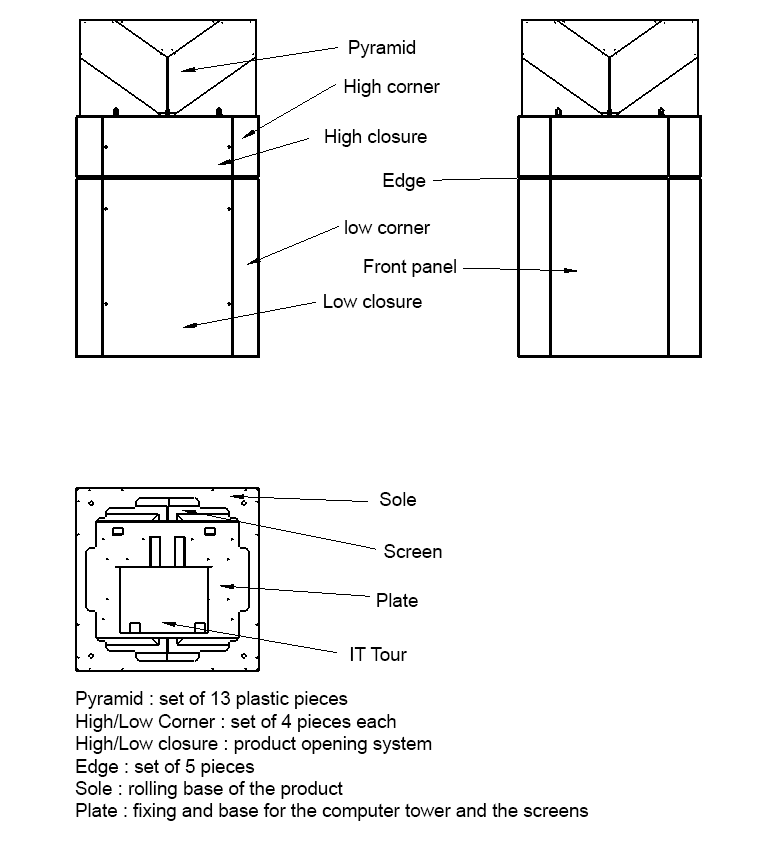 Pyramid
High corner
High closure
Edge
low corner
Front panel
Low closure
Sole
Screen
Plate
IT Tour
Pyramid : set of 13 plastic pieces
High/Low Corner : set of 4 pieces each
High/Low closure : product opening system
Edge : set of 5 pieces
Sole : rolling base of the product
Plate : fixing and base for the computer tower and the screens